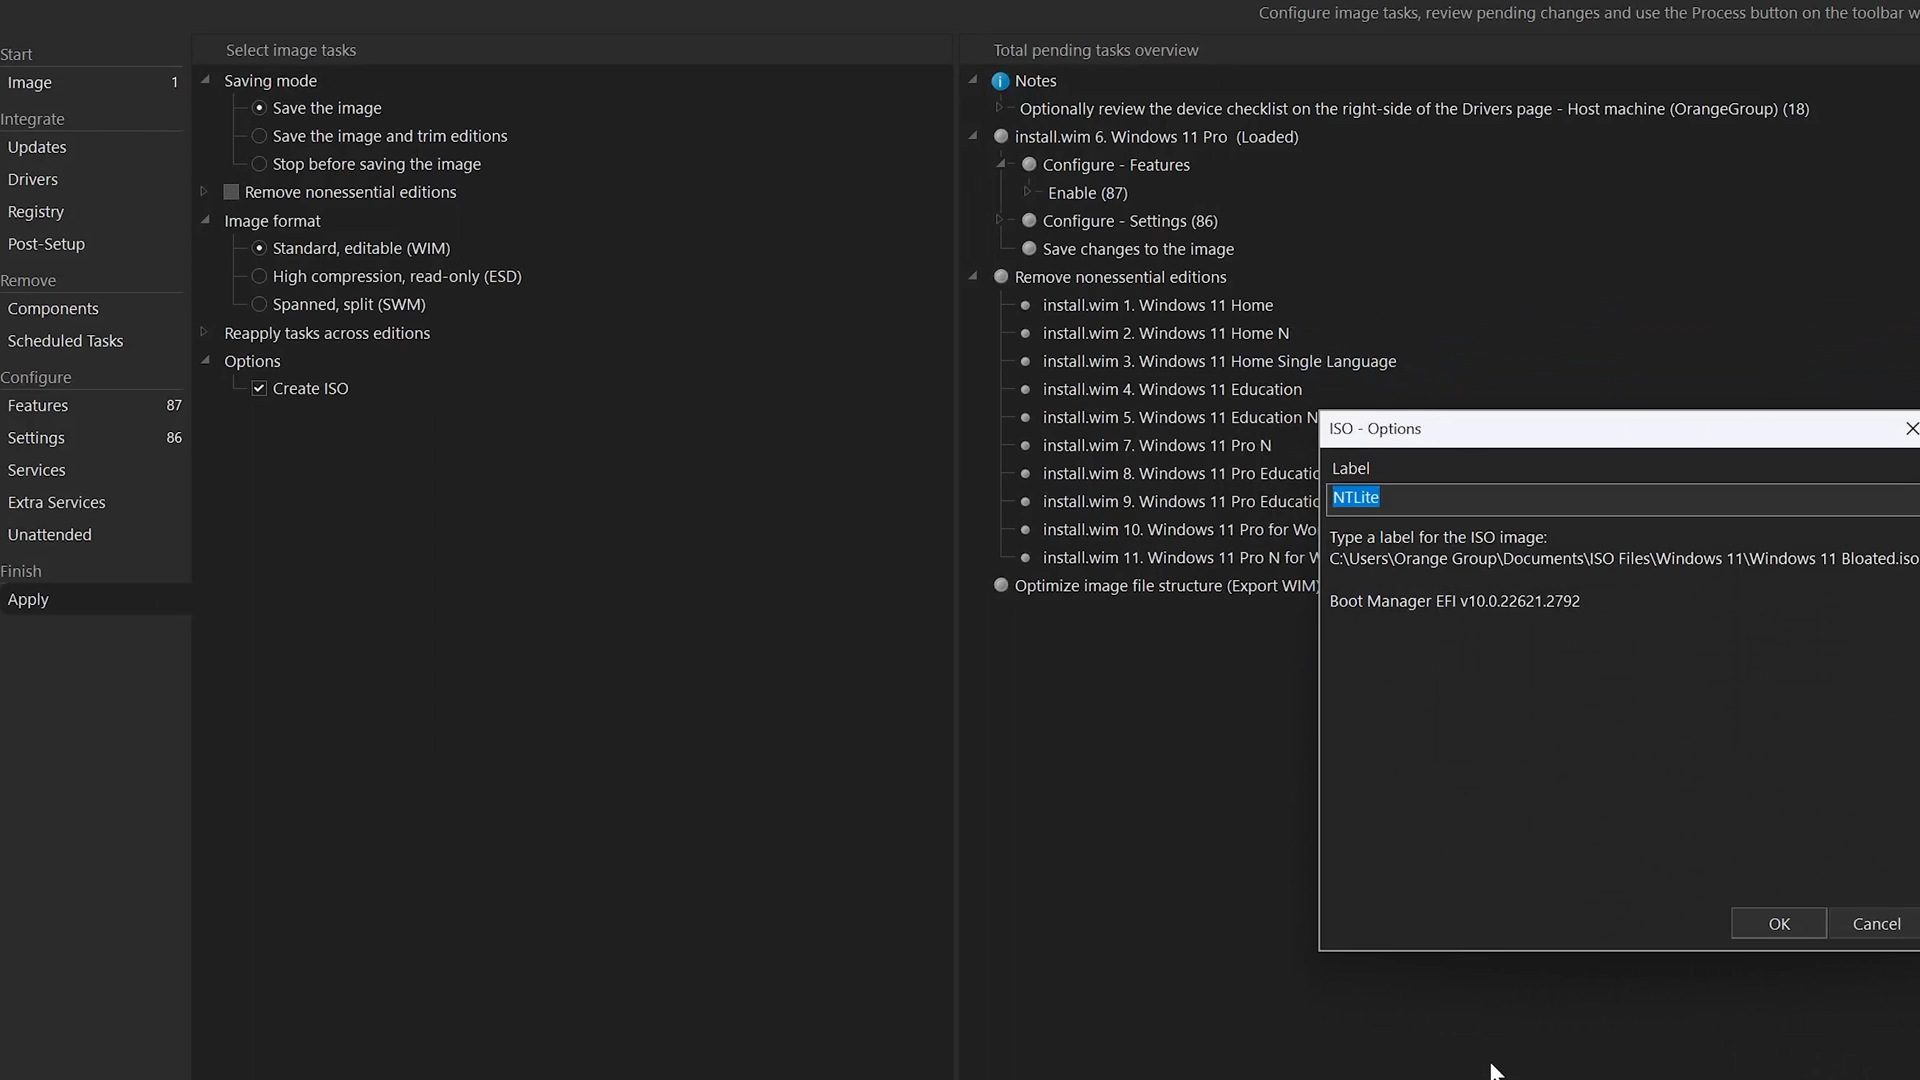 Configure image tasks, review pending changes and use the Process button on the toolbar w
Start
Image 1
Integrate
Updates
Drivers
Registry
Post-Setup
Remove
Components
Scheduled Tasks
Configure
Features 87
Settings 86
Services
Extra Services
Unattended
Finish
Apply
Select image tasks
Saving mode
Save the image
Save the image and trim editions
Stop before saving the image
Remove nonessential editions
Image format
Standard, editable (WIM)
High compression, read-only (ESD)
Spanned, split (SWM)
Reapply tasks across editions
Options
Create ISO
Total pending tasks overview
Notes
Optionally review the device checklist on the right-side of the Drivers page - Host machine (OrangeGroup) (18)
install.wim 6. Windows 11 Pro (Loaded)
Configure - Features
Enable (87)
Configure - Settings (86)
Save changes to the image
Remove nonessential editions
install.wim 1. Windows 11 Home
install.wim 2. Windows 11 Home N
install.wim 3. Windows 11 Home Single Language
install.wim 4. Windows 11 Education
install.wim 5. Windows 11 Education N
install.wim 7. Windows 11 Pro N
install.wim 8. Windows 11 Pro Educatio
install.wim 9. Windows 11 Pro Educatio
install.wim 10. Windows 11 Pro for Wo
install.wim 11. Windows 11 Pro N for W
Optimize image file structure (Export WIM)
ISO - Options
Label
NTLite
Type a label for the ISO image:
C:\Users\Orange Group\Documents\ISO Files\Windows 11\Windows 11 Bloated.iso
Boot Manager EFI v10.0.22621.2792
OK
Cancel